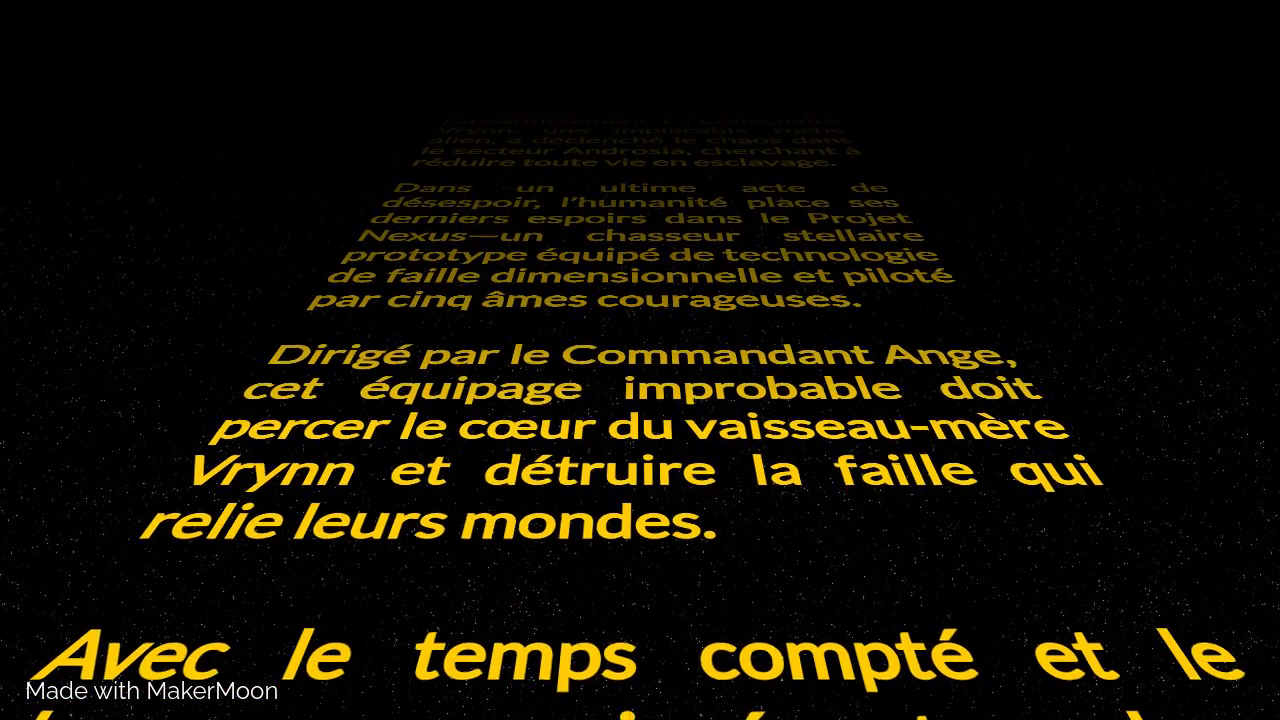 Vrynn, une implacable ruche
alien, a déclenché le chaos dans
le secteur Androsia, cherchant à
réduire toute vie en esclavage.
Dans un ultime acte de
désespoir, l'humanité place ses
derniers espoirs dans le Projet
Nexus—un chasseur stellaire
prototype équipé de technologie
de faille dimensionnelle et piloté
par cinq âmes courageuses.
Dirigé par le Commandant Ange,
cet équipage improbable doit
percer le cœur du vaisseau-mère
Vrynn et détruire la faille qui
relie leurs mondes.
Avec le temps compté et le
Made with MakerMoon